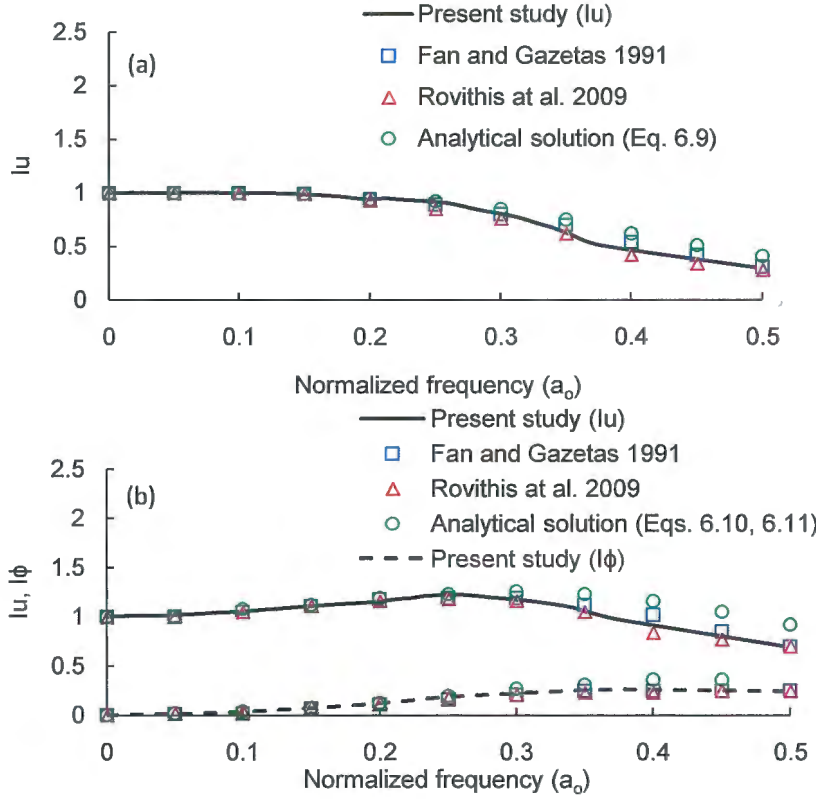 Present study (Iu)
Fan and Gazetas 1991
Rovithis at al. 2009
Analytical solution (Eq. 6.9)
(a)
2.5
2
1.5
1
0.5
0
Iu
0 0.1 0.2 0.3 0.4 0.5
Normalized frequency (aₒ)
Present study (Iu)
Fan and Gazetas 1991
Rovithis at al. 2009
Analytical solution (Eqs. 6.10, 6.11)
Present study (Iϕ)
(b)
2.5
2
1.5
1
0.5
0
Iu, Iϕ
0 0.1 0.2 0.3 0.4 0.5
Normalized frequency (aₒ)